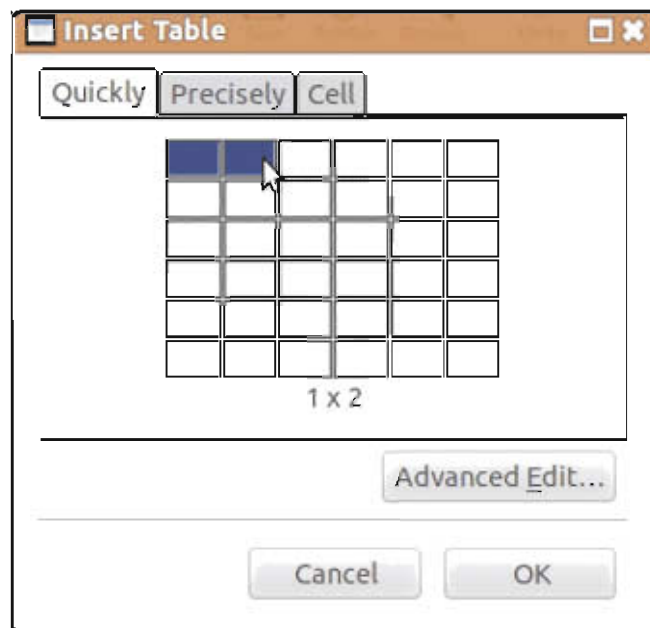 Insert Table
Quickly Precisely Cell
1 x 2
Advanced Edit...
Cancel OK